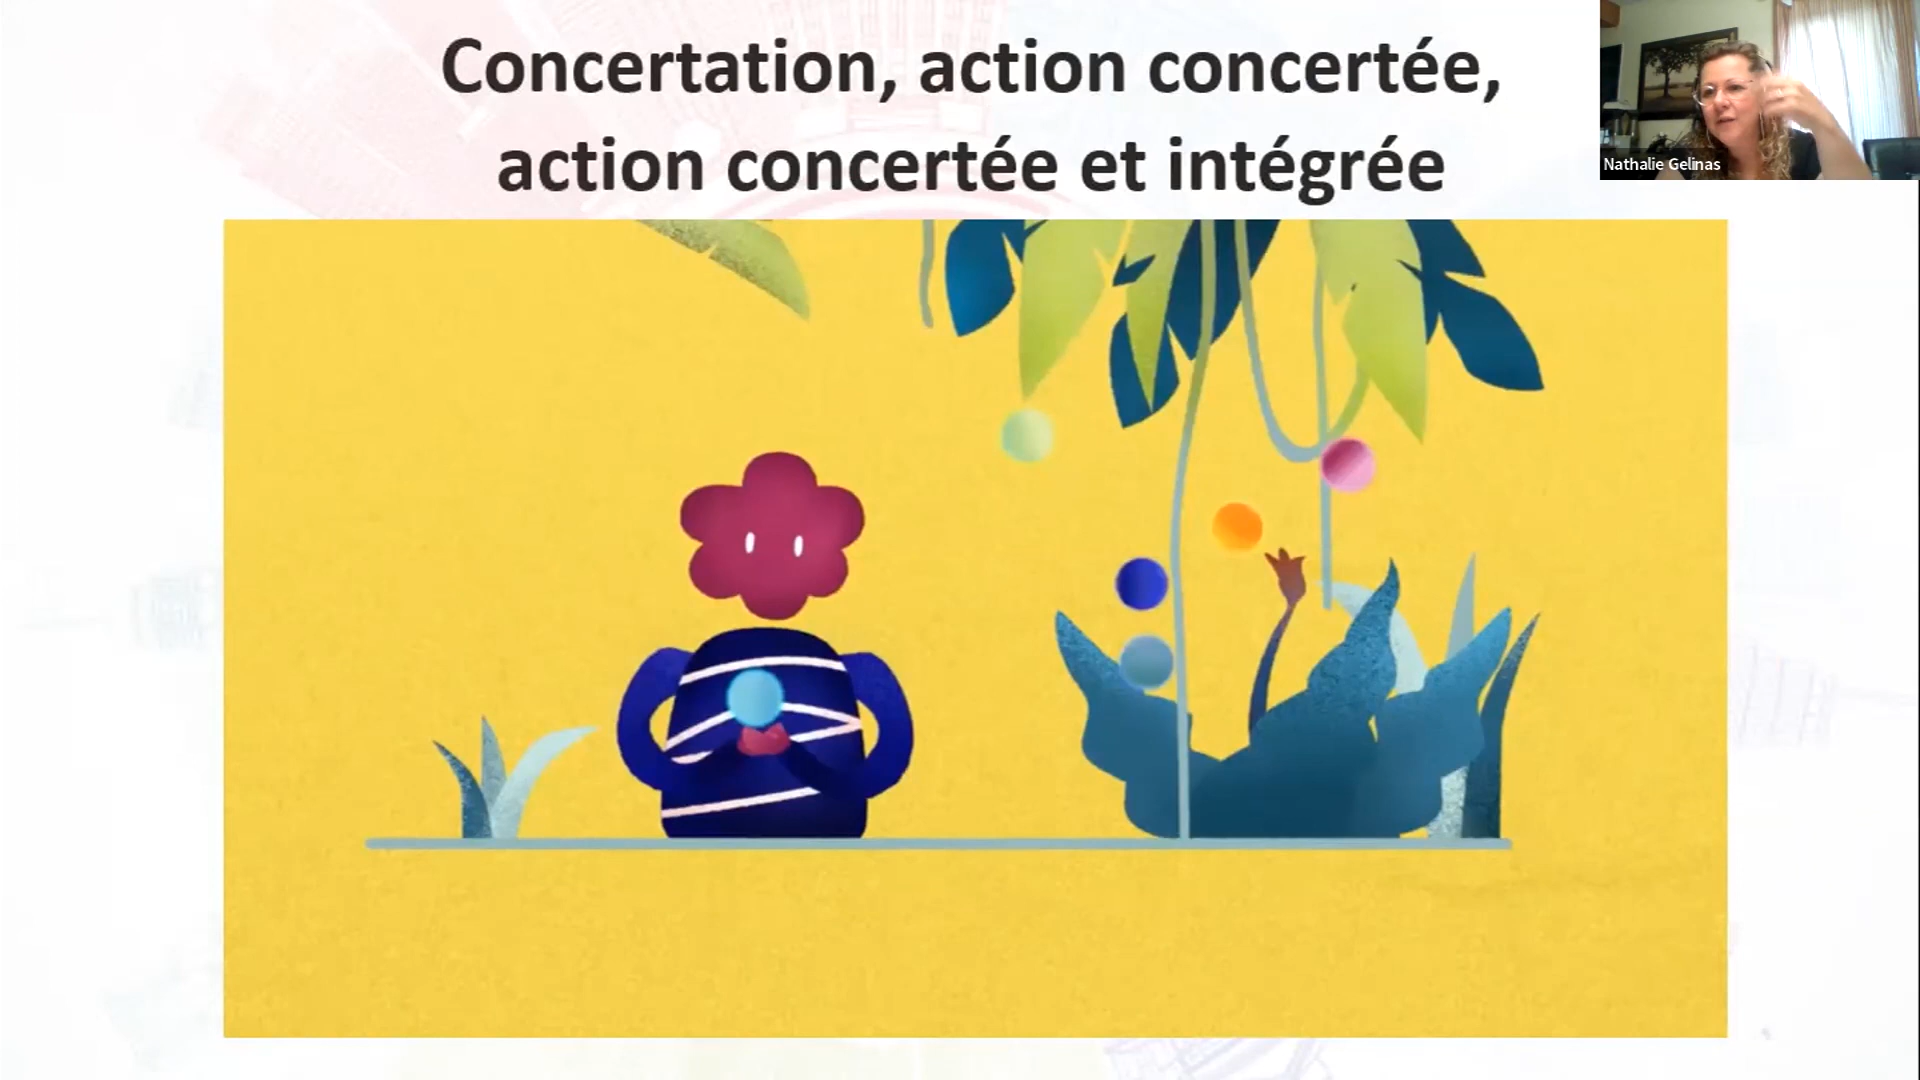 Concertation, action concertée,
action concertée et intégrée
Nathalie Gelinas